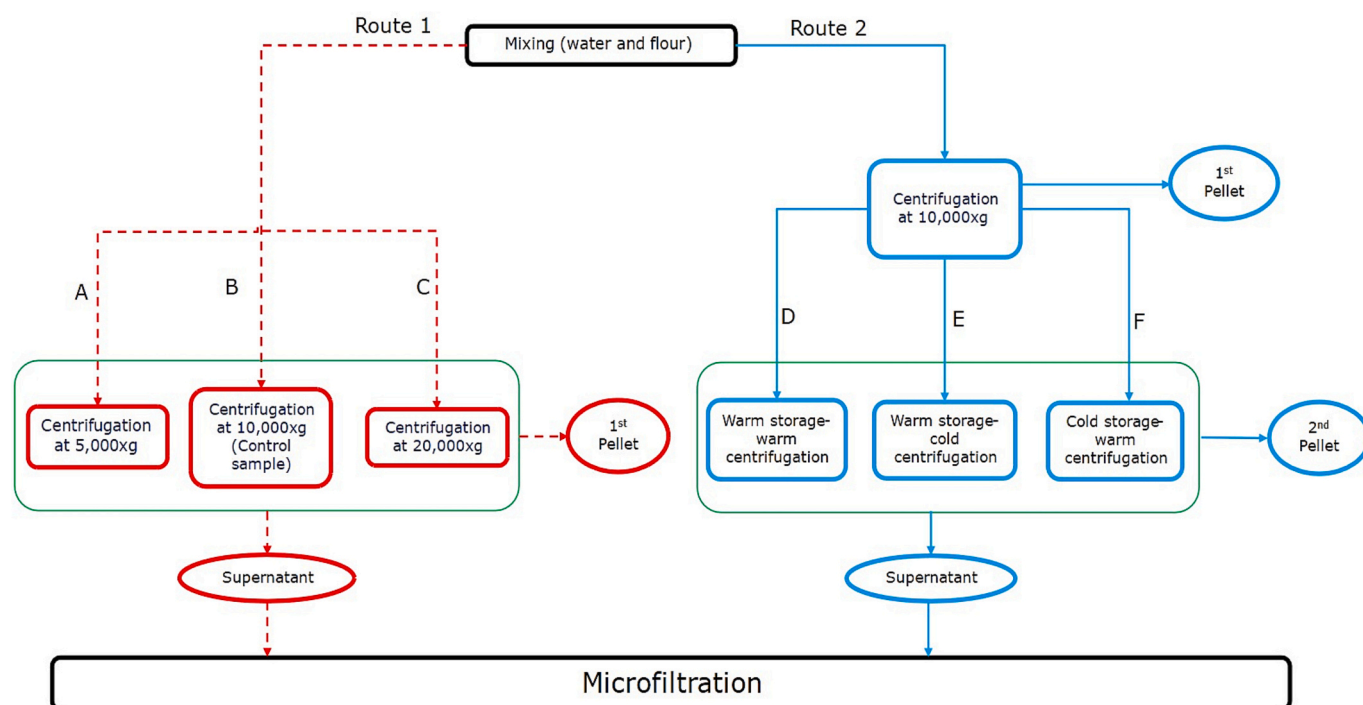 Route 1
Mixing (water and flour)
Route 2
1st
Pellet
Centrifugation
at 10,000xg
A
B
C
D
E
F
Centrifugation
at 5,000xg
Centrifugation
at 10,000xg
(Control
sample)
Centrifugation
at 20,000xg
1st
Pellet
Warm storage-
warm
centrifugation
Warm storage-
cold
centrifugation
Cold storage-
warm
centrifugation
2nd
Pellet
Supernatant
Supernatant
Microfiltration